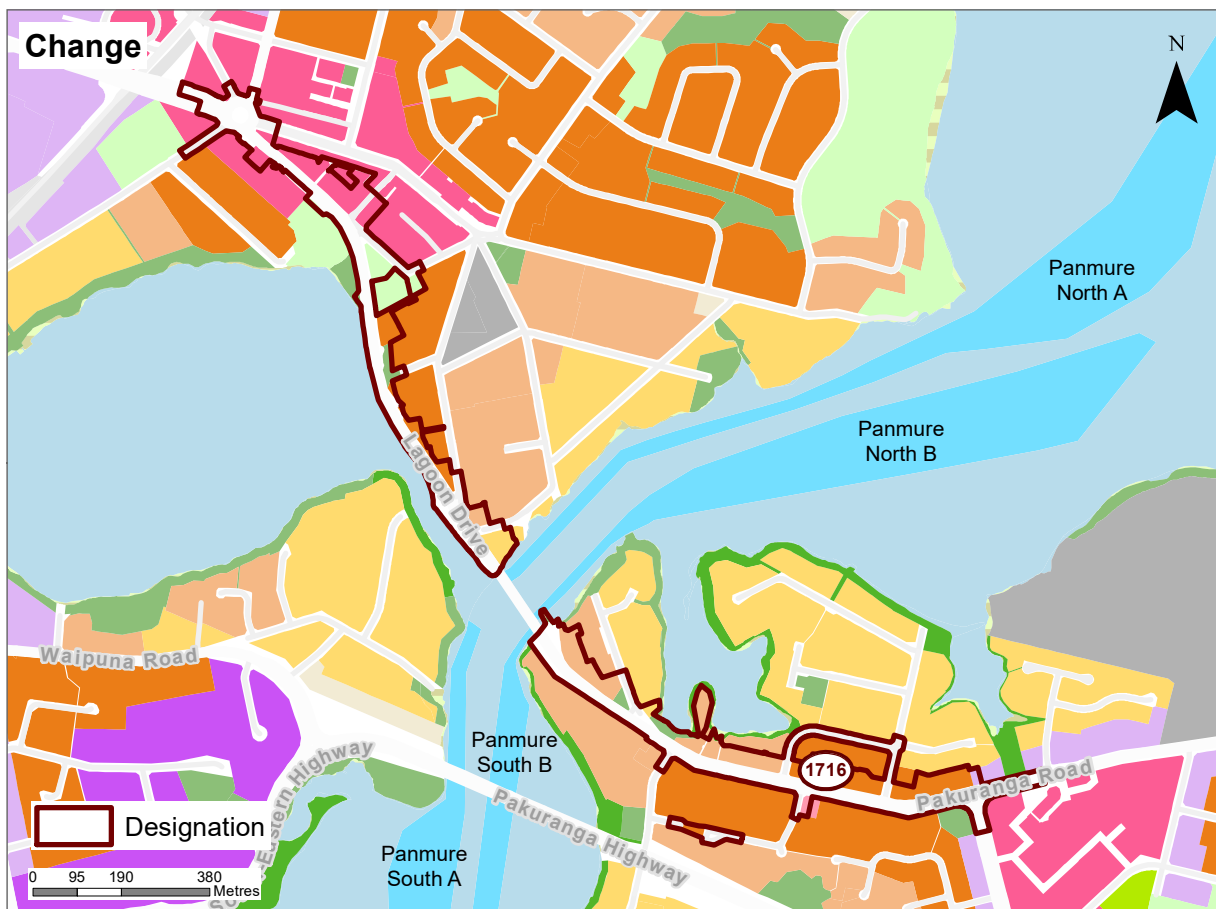 Change
N
Panmure
North A
Panmure
North B
Lagoon Drive
Waipuna Road
Panmure
South B
1716
Pakuranga Road
South-Eastern Highway
Pakuranga Highway
Designation
Panmure
South A
0 95 190 380
Metres